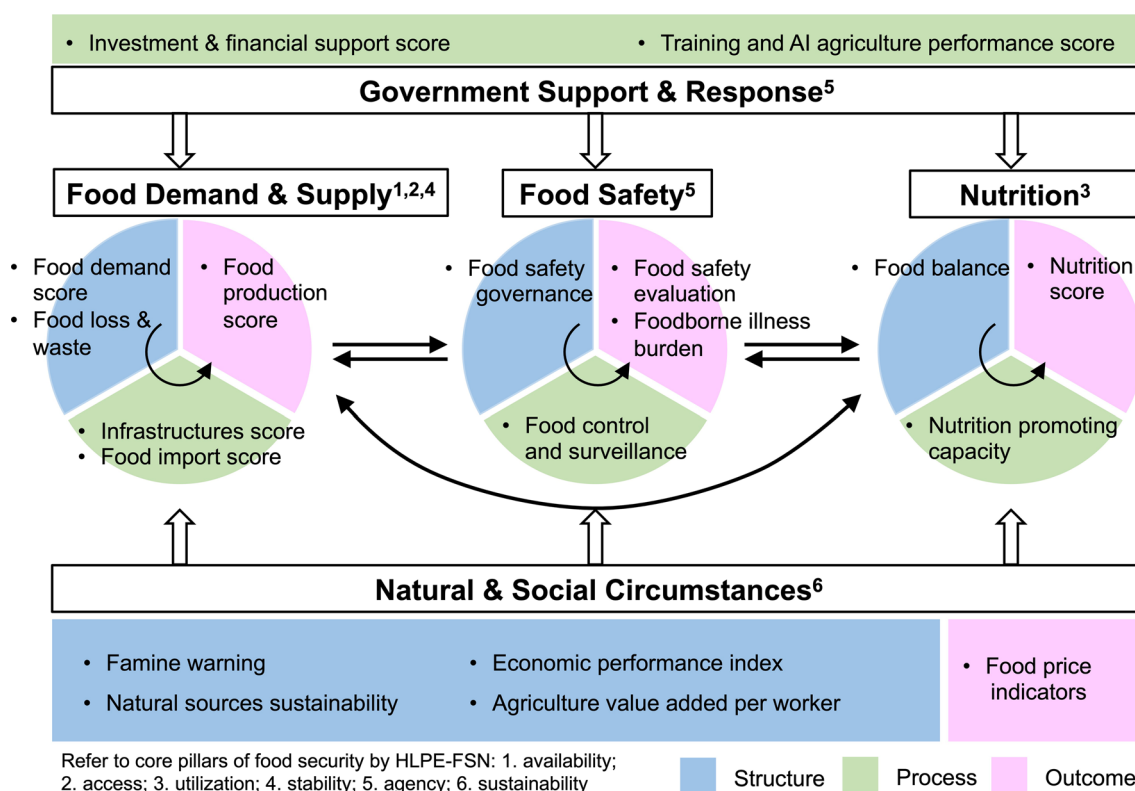 • Investment & financial support score
• Training and AI agriculture performance score
Government Support & Response⁵
Food Demand & Supply¹,²,⁴
Food Safety⁵
Nutrition³
• Food demand
score
• Food loss &
waste
• Food
production
score
• Infrastructures score
• Food import score
• Food safety
governance
• Food safety
evaluation
• Foodborne illness
burden
• Food control
and surveillance
• Food balance
• Nutrition
score
• Nutrition promoting
capacity
Natural & Social Circumstances⁶
• Famine warning
• Natural sources sustainability
• Economic performance index
• Agriculture value added per worker
• Food price
indicators
Refer to core pillars of food security by HLPE-FSN: 1. availability;
2. access; 3. utilization; 4. stability; 5. agency; 6. sustainability
Structure
Process
Outcome